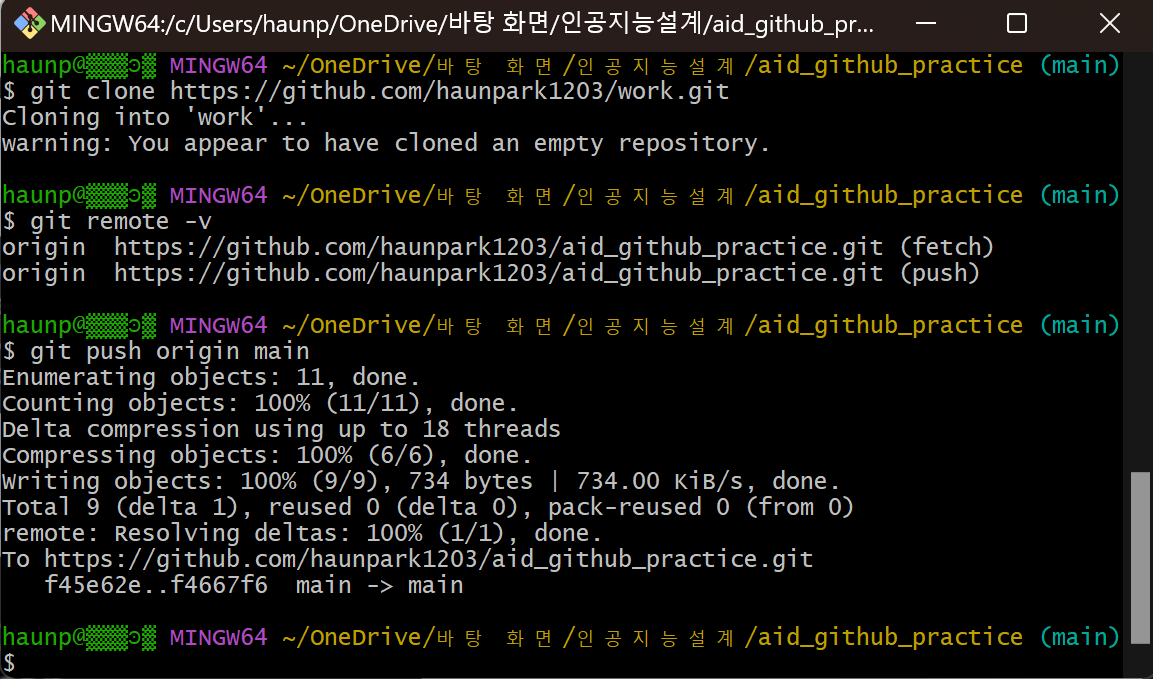 MINGW64:/c/Users/haunp/OneDrive/바탕 화면/인공지능설계/aid_github_pr...
haunp@ MINGW64 ~/OneDrive/바탕 화면/인공지능설계/aid_github_practice (main)
$ git clone https://github.com/haunpark1203/work.git
Cloning into 'work'...
warning: You appear to have cloned an empty repository.
haunp@ MINGW64 ~/OneDrive/바탕 화면/인공지능설계/aid_github_practice (main)
$ git remote -v
origin  https://github.com/haunpark1203/aid_github_practice.git (fetch)
origin  https://github.com/haunpark1203/aid_github_practice.git (push)
haunp@ MINGW64 ~/OneDrive/바탕 화면/인공지능설계/aid_github_practice (main)
$ git push origin main
Enumerating objects: 11, done.
Counting objects: 100% (11/11), done.
Delta compression using up to 18 threads
Compressing objects: 100% (6/6), done.
Writing objects: 100% (9/9), 734 bytes | 734.00 KiB/s, done.
Total 9 (delta 1), reused 0 (delta 0), pack-reused 0 (from 0)
remote: Resolving deltas: 100% (1/1), done.
To https://github.com/haunpark1203/aid_github_practice.git
   f45e62e..f4667f6  main -> main
haunp@ MINGW64 ~/OneDrive/바탕 화면/인공지능설계/aid_github_practice (main)
$